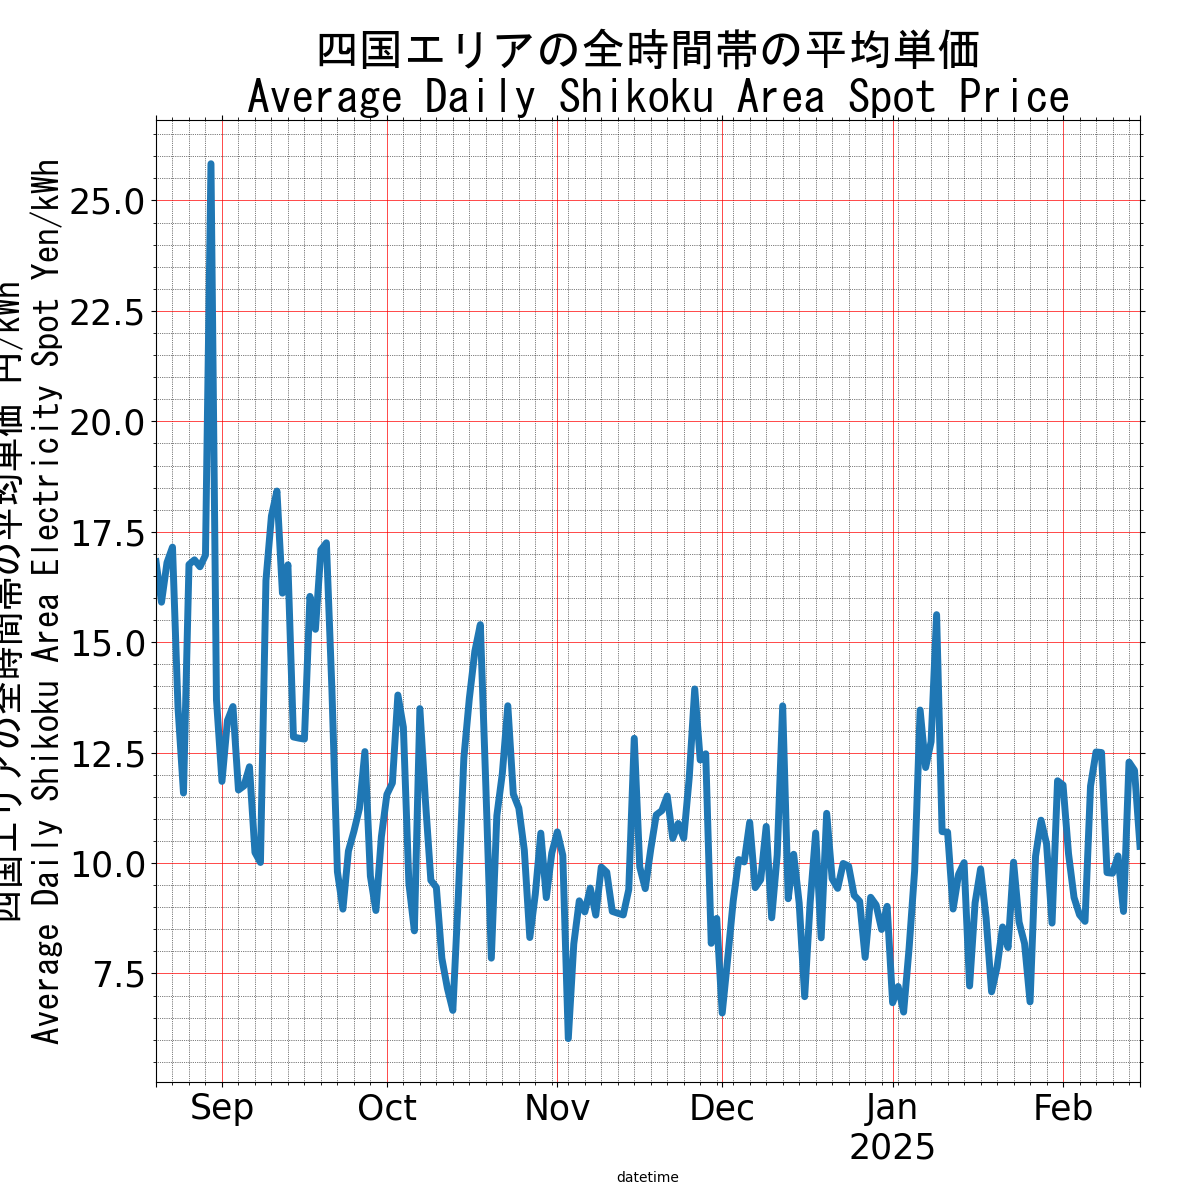 四国エリアの全時間帯の平均単価
Average Daily Shikoku Area Spot Price
四国エリアの全時間帯の平均単価 円/kWh
Average Daily Shikoku Area Electricity Spot Yen/kWh
25.0
22.5
20.0
17.5
15.0
12.5
10.0
7.5
Sep Oct Nov Dec Jan Feb
2025
datetime